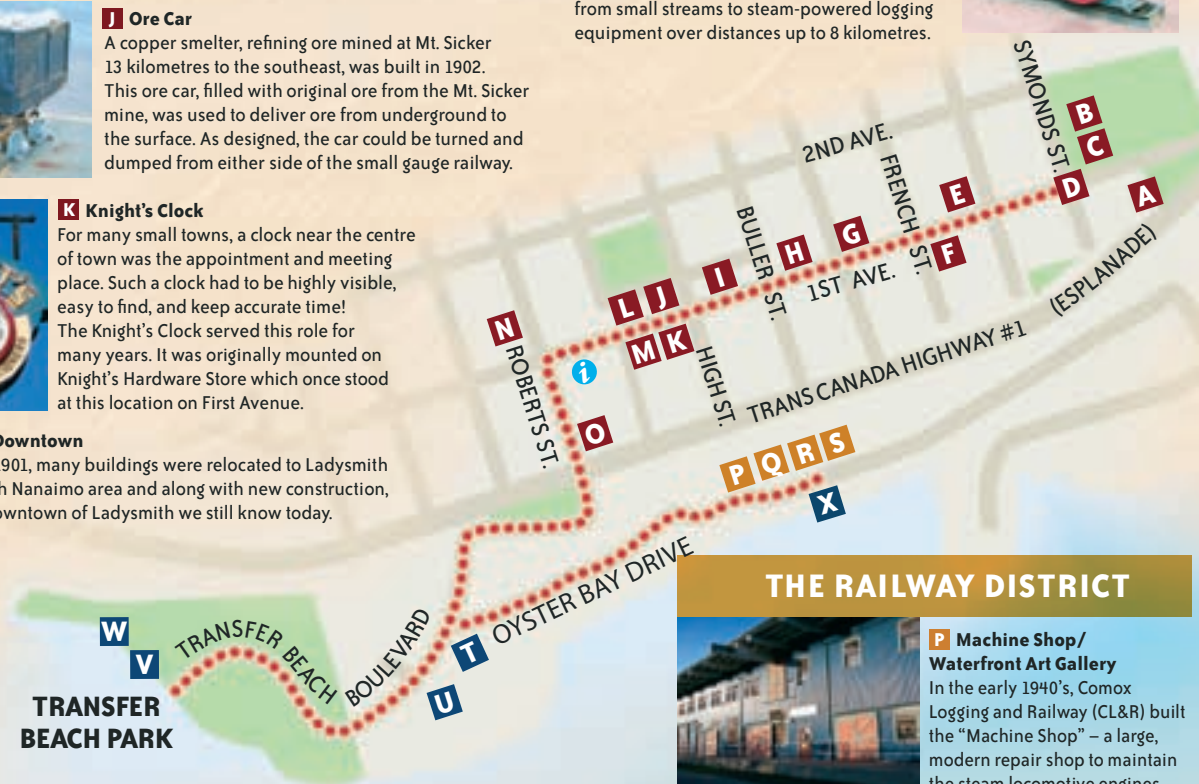 J Ore Car
A copper smelter, refining ore mined at Mt. Sicker
13 kilometres to the southeast, was built in 1902.
This ore car, filled with original ore from the Mt. Sicker
mine, was used to deliver ore from underground to
the surface. As designed, the car could be turned and
dumped from either side of the small gauge railway.
from small streams to steam-powered logging
equipment over distances up to 8 kilometres.
K Knight's Clock
For many small towns, a clock near the centre
of town was the appointment and meeting
place. Such a clock had to be highly visible,
easy to find, and keep accurate time!
The Knight's Clock served this role for
many years. It was originally mounted on
Knight's Hardware Store which once stood
at this location on First Avenue.
Downtown
901, many buildings were relocated to Ladysmith
h Nanaimo area and along with new construction,
owntown of Ladysmith we still know today.
SYMONDS ST.
2ND AVE.
FRENCH ST.
BULLER ST.
1ST AVE.
HIGH ST.
ROBERTS ST.
TRANS CANADA HIGHWAY #1
(ESPLANADE)
B
C
D
A
E
F
G
H
I
L J
M K
N
i
O
P Q R S
X
OYSTER BAY DRIVE
T
U
TRANSFER BEACH BOULEVARD
W
V
TRANSFER
BEACH PARK
THE RAILWAY DISTRICT
P Machine Shop/
Waterfront Art Gallery
In the early 1940's, Comox
Logging and Railway (CL&R) built
the "Machine Shop" – a large,
modern repair shop to maintain
the steam locomotive engines